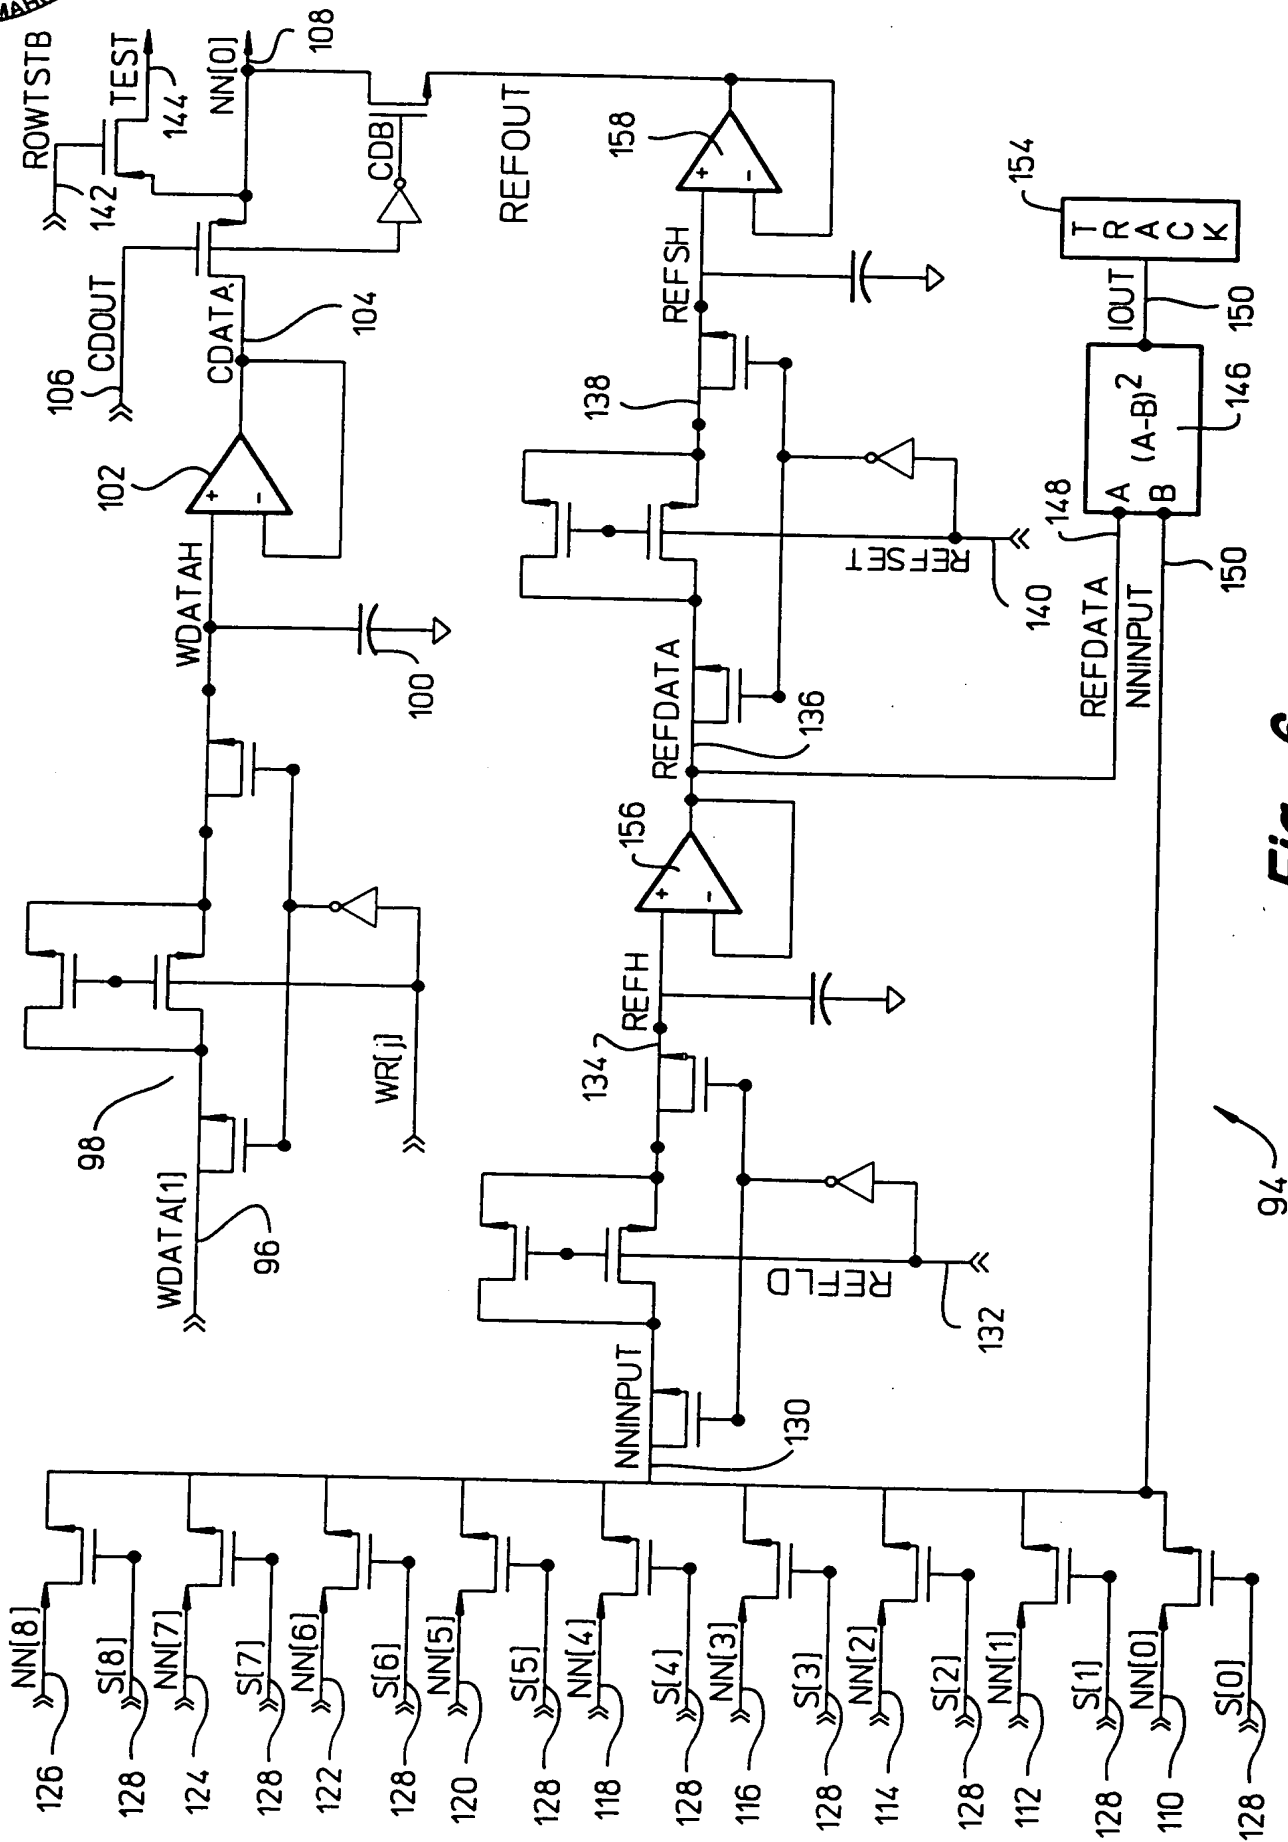 MAR
ROWTSTB
TEST
142
144
NN[0]
108
106
CDOUT
CDATA
104
CDB
REFOUT
102
+
-
WDATAH
100
98
WDATA[1]
96
WR[j]
158
+
-
REFSH
138
REFSET
140
REFDATA
136
156
+
-
REFH
134
REFLD
132
NNINPUT
130
154
TRACK
IOUT
150
(A-B)2
146
A
B
148
150
REFDATA
NNINPUT
NN[8]
126
S[8]
128
NN[7]
124
S[7]
128
NN[6]
122
S[6]
128
NN[5]
120
S[5]
128
NN[4]
118
S[4]
128
NN[3]
116
S[3]
128
NN[2]
114
S[2]
128
NN[1]
112
S[1]
128
NN[0]
110
S[0]
128
94
Fig.